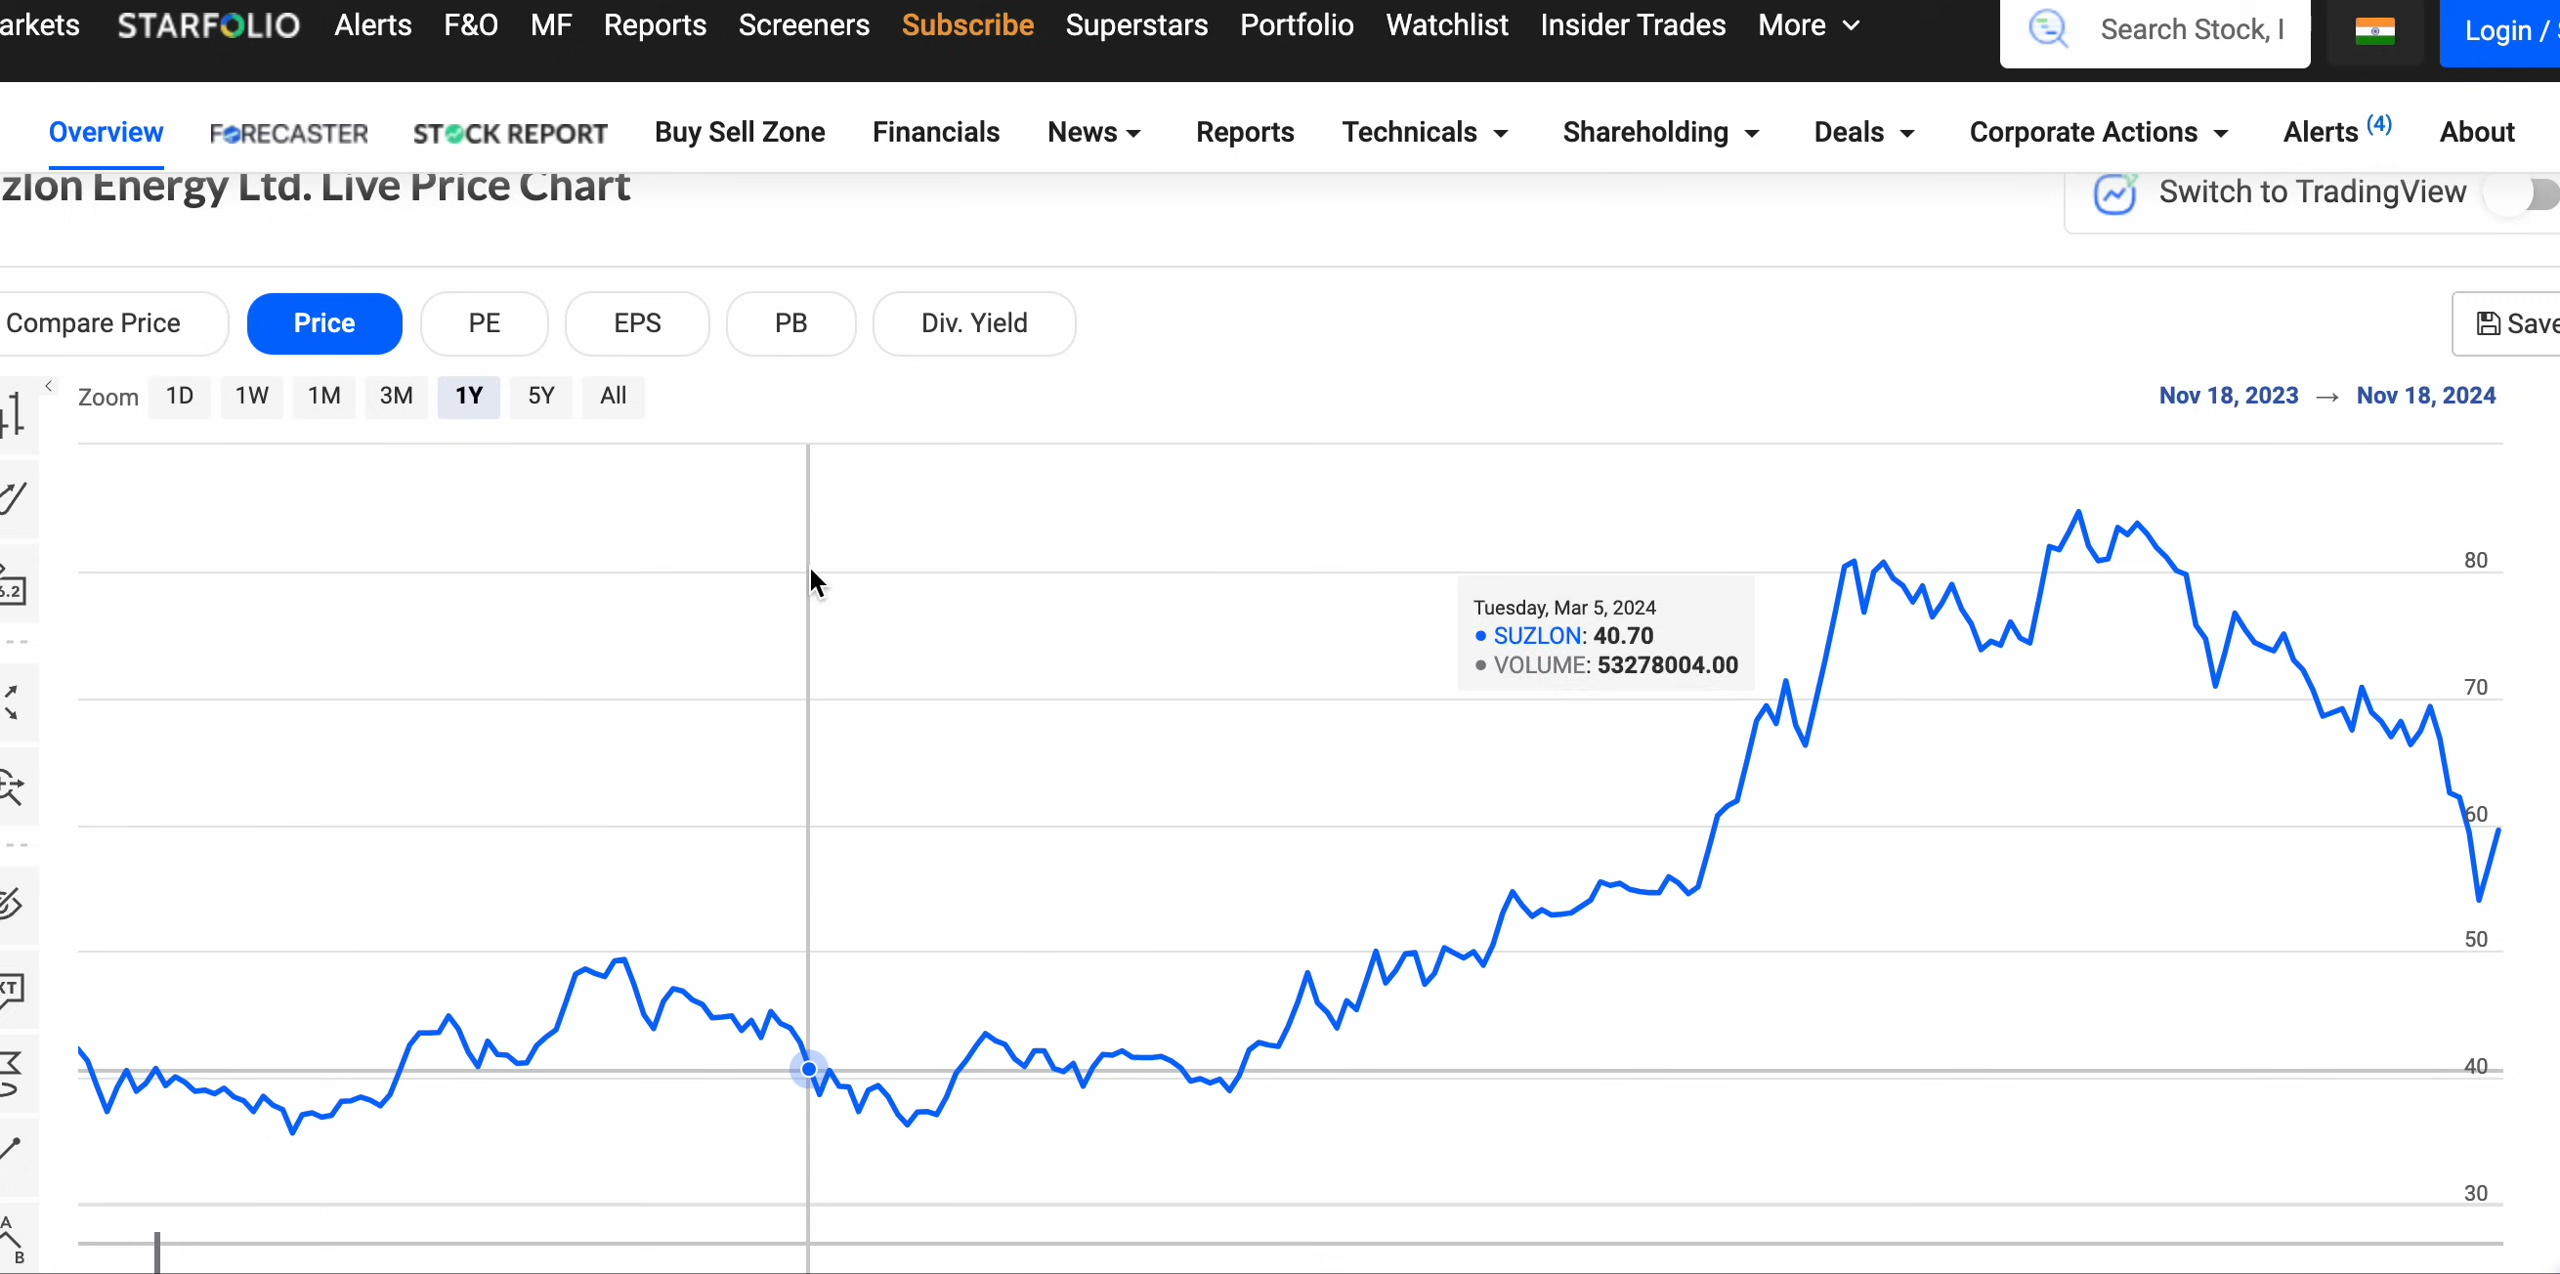 arkets STARFOLIO Alerts F&O MF Reports Screeners Subscribe Superstars Portfolio Watchlist Insider Trades More Search Stock, I Login /
Overview FORECASTER STOCK REPORT Buy Sell Zone Financials News Reports Technicals Shareholding Deals Corporate Actions Alerts (4) About
zlon Energy Ltd. Live Price Chart Switch to TradingView
Compare Price Price PE EPS PB Div. Yield Save
Zoom 1D 1W 1M 3M 1Y 5Y All Nov 18, 2023 → Nov 18, 2024
80
Tuesday, Mar 5, 2024
• SUZLON: 40.70
• VOLUME: 53278004.00
70
60
50
40
30
A
B